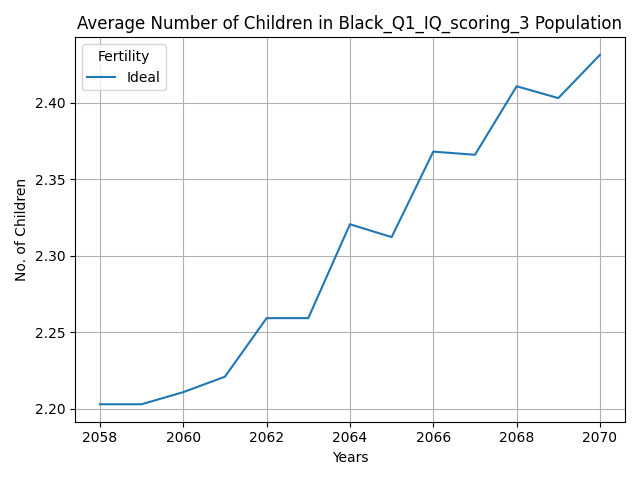 Average Number of Children in Black_Q1_IQ_scoring_3 Population
Fertility
Ideal
No. of Children
2.40
2.35
2.30
2.25
2.20
2058 2060 2062 2064 2066 2068 2070
Years